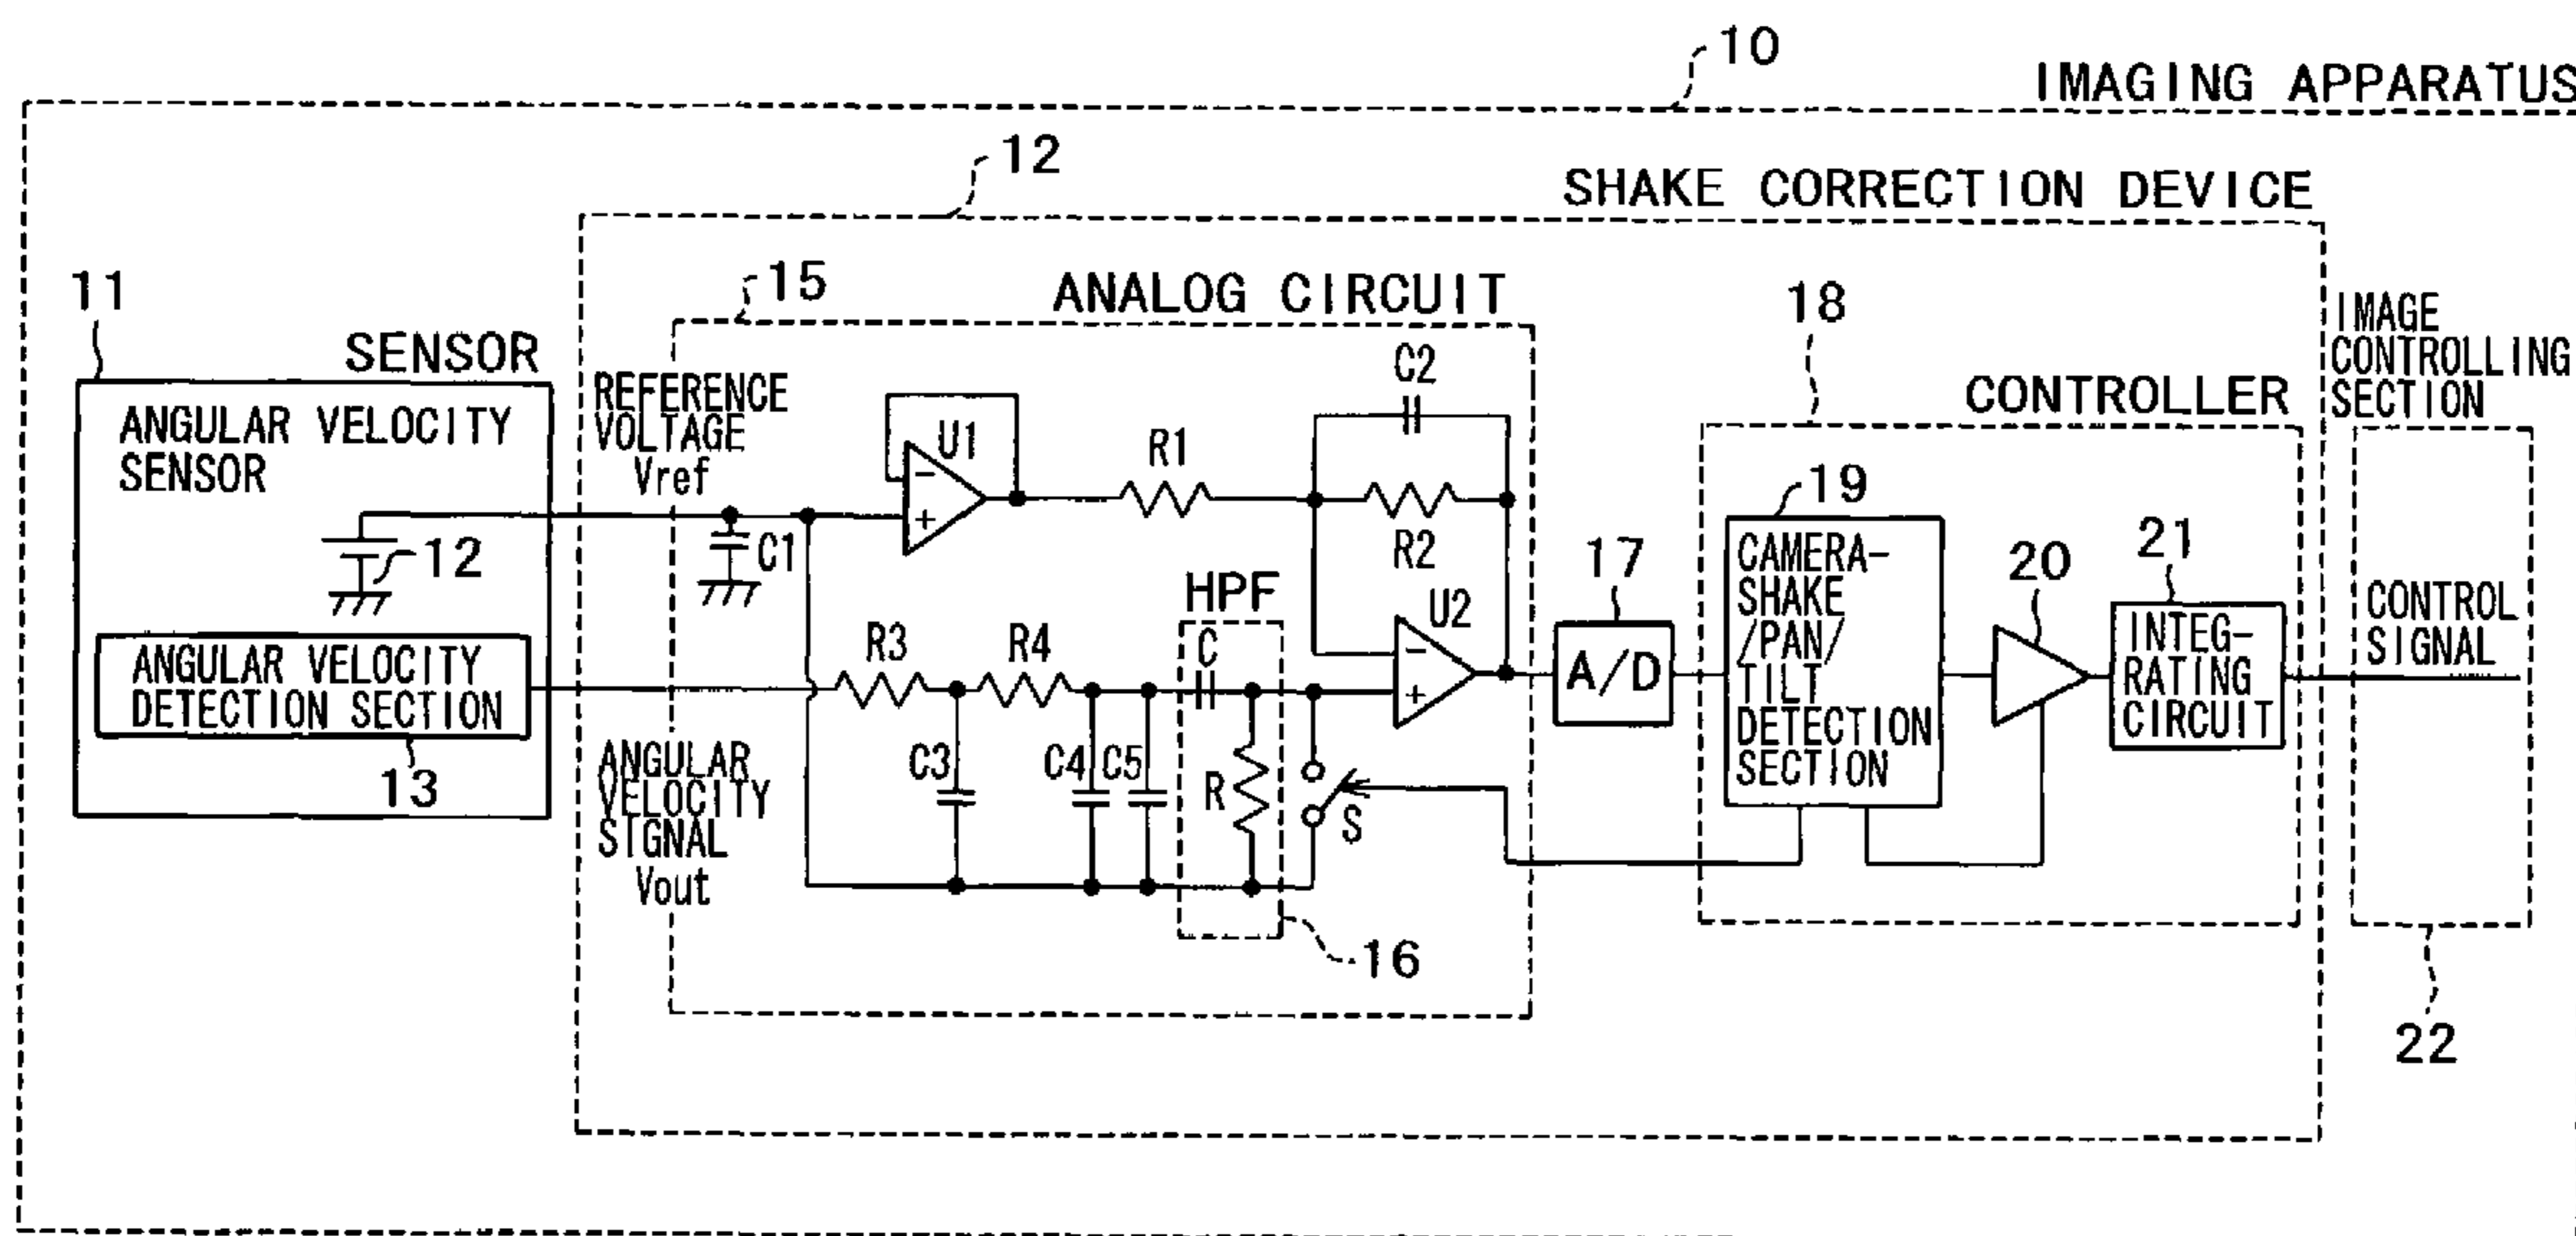 10
IMAGING APPARATUS
12
SHAKE CORRECTION DEVICE
15
ANALOG CIRCUIT
11
SENSOR
ANGULAR VELOCITY
SENSOR
12
ANGULAR VELOCITY
DETECTION SECTION
13
REFERENCE
VOLTAGE
Vref
C1
U1
-
+
R1
C2
R2
R3
R4
C3
C4
C5
HPF
C
R
16
S
U2
-
+
ANGULAR
VELOCITY
SIGNAL
Vout
17
A/D
18
CONTROLLER
19
CAMERA-
SHAKE
/PAN/
TILT
DETECTION
SECTION
20
21
INTEG-
RATING
CIRCUIT
IMAGE
CONTROLLING
SECTION
CONTROL
SIGNAL
22